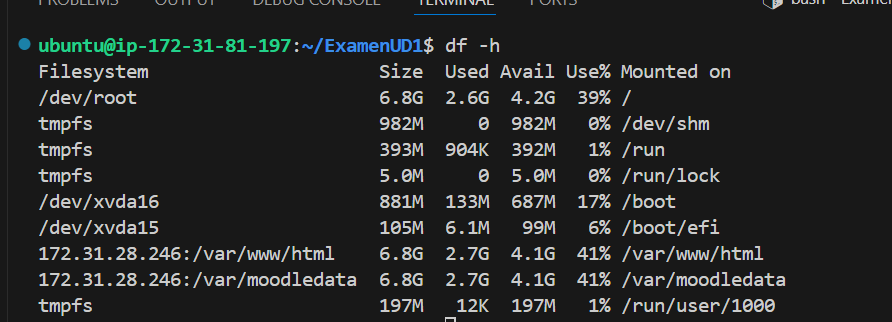 PROBLEMS OUTPUT DEBUG CONSOLE TERMINAL PORTS bash - Examen
ubuntu@ip-172-31-81-197:~/ExamenUD1$ df -h
Filesystem Size Used Avail Use% Mounted on
/dev/root 6.8G 2.6G 4.2G 39% /
tmpfs 982M 0 982M 0% /dev/shm
tmpfs 393M 904K 392M 1% /run
tmpfs 5.0M 0 5.0M 0% /run/lock
/dev/xvda16 881M 133M 687M 17% /boot
/dev/xvda15 105M 6.1M 99M 6% /boot/efi
172.31.28.246:/var/www/html 6.8G 2.7G 4.1G 41% /var/www/html
172.31.28.246:/var/moodledata 6.8G 2.7G 4.1G 41% /var/moodledata
tmpfs 197M 12K 197M 1% /run/user/1000